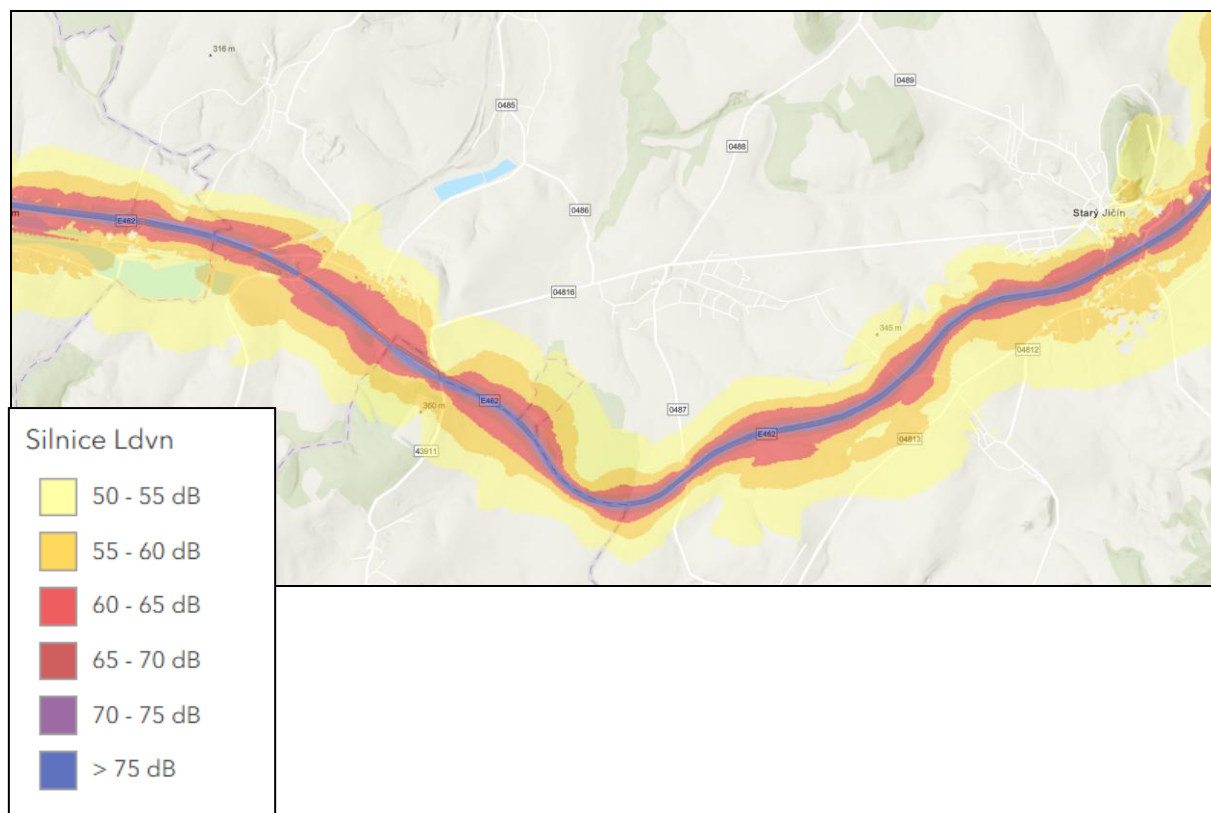 316 m
0485
0489
0488
0486
Starý Jičín
m
E462
04816
345 m
04812
360 m
E462
0487
E462
04813
43911
Silnice Ldvn
50 - 55 dB
55 - 60 dB
60 - 65 dB
65 - 70 dB
70 - 75 dB
> 75 dB